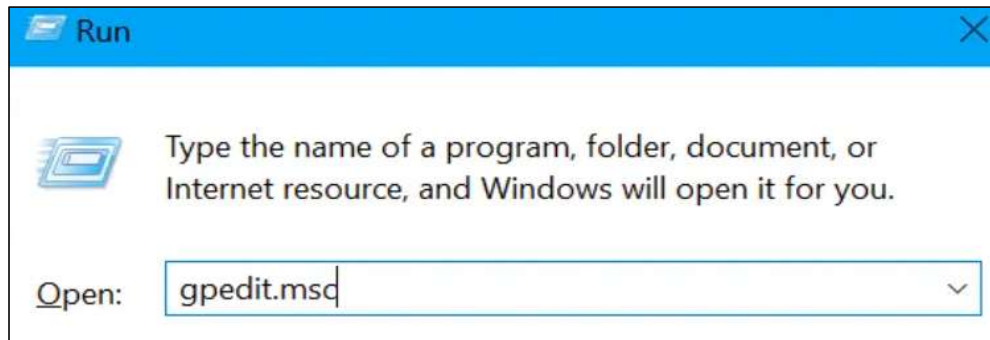 Run
Type the name of a program, folder, document, or
Internet resource, and Windows will open it for you.
Open: gpedit.msc